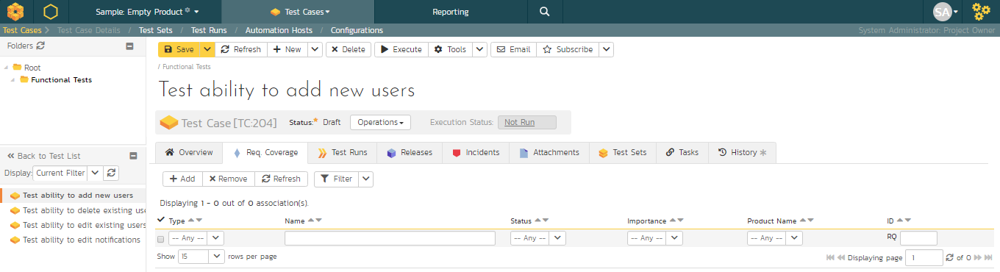 Sample: Empty Product Test Cases Reporting SA
Test Cases Test Case Details / Test Sets / Test Runs / Automation Hosts / Configurations System Administrator: Project Owner
Folders
Root
Functional Tests
Back to Test List
Display: Current Filter
Test ability to add new users
Test ability to delete existing use
Test ability to edit existing users
Test ability to edit notifications
Save Refresh New Delete Execute Tools Email Subscribe
/ Functional Tests
Test ability to add new users
Test Case [TC:204] Status:* Draft Operations Execution Status: Not Run
Overview Req. Coverage Test Runs Releases Incidents Attachments Test Sets Tasks History
Add Remove Refresh Filter
Displaying 1 - 0 out of 0 association(s).
Type Name Status Importance Product Name ID
-- Any -- -- Any -- -- Any -- -- Any -- RQ
Show 15 rows per page Displaying page 1 of 0